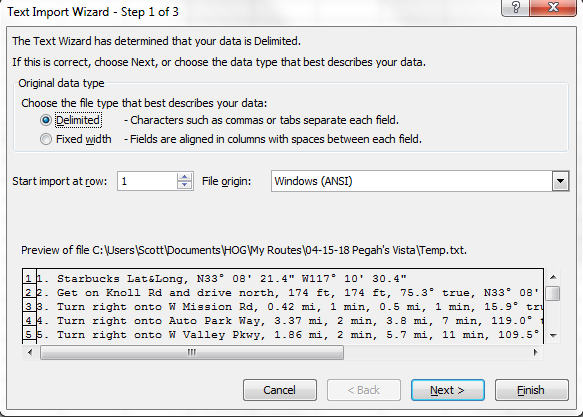 Text Import Wizard - Step 1 of 3
The Text Wizard has determined that your data is Delimited.
If this is correct, choose Next, or choose the data type that best describes your data.
Original data type
Choose the file type that best describes your data:
Delimited - Characters such as commas or tabs separate each field.
Fixed width - Fields are aligned in columns with spaces between each field.
Start import at row: 1 File origin: Windows (ANSI)
Preview of file C:\Users\Scott\Documents\HOG\My Routes\04-15-18 Pegah's Vista\Temp.txt.
1 1. Starbucks Lat&Long, N33° 08' 21.4" W117° 10' 30.4"
2 2. Get on Knoll Rd and drive north, 174 ft, 174 ft, 75.3° true, N33° 08'
3 3. Turn right onto W Mission Rd, 0.42 mi, 1 min, 0.5 mi, 1 min, 15.9° tru
4 4. Turn right onto Auto Park Way, 3.37 mi, 2 min, 3.8 mi, 7 min, 119.0° t
5 5. Turn right onto W Valley Pkwy, 1.86 mi, 2 min, 5.7 mi, 11 min, 109.5°
Cancel < Back Next > Finish